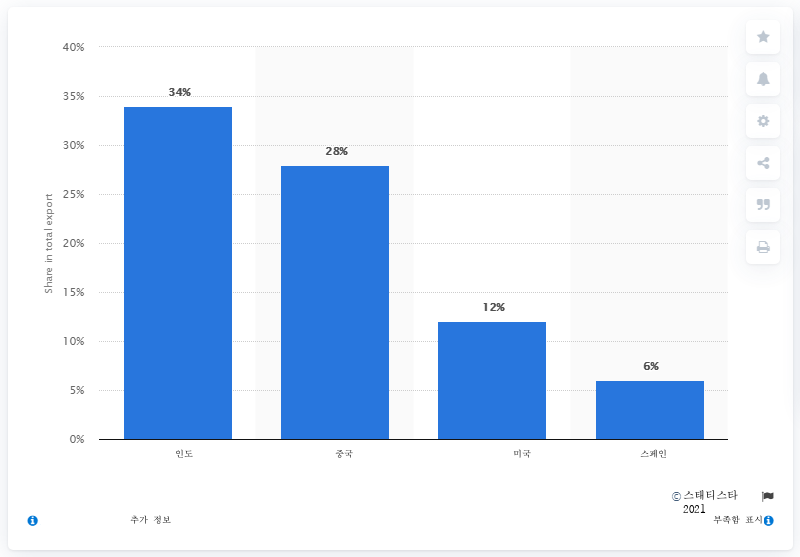 40%
34%
35%
30%
28%
25%
20%
15%
12%
10%
6%
5%
0%
Share in total export
인도
중국
미국
스페인
© 스태티스타
2021
추가 정보
부족함 표시